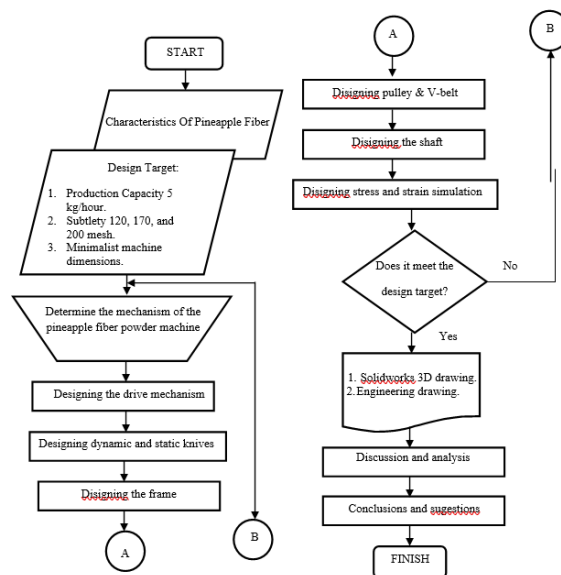 START
Characteristics Of Pineapple Fiber
Design Target:
1. Production Capacity 5
kg/hour.
2. Subtlety 120, 170, and
200 mesh.
3. Minimalist machine
dimensions.
Determine the mechanism of the
pineapple fiber powder machine
Designing the drive mechanism
Designing dynamic and static knives
Disigning the frame
A
B
A
B
Disigning pulley & V-belt
Disigning the shaft
Disigning stress and strain simulation
Does it meet the
design target?
No
Yes
1. Solidworks 3D drawing.
2. Engineering drawing.
Discussion and analysis
Conclusions and sugestions
FINISH